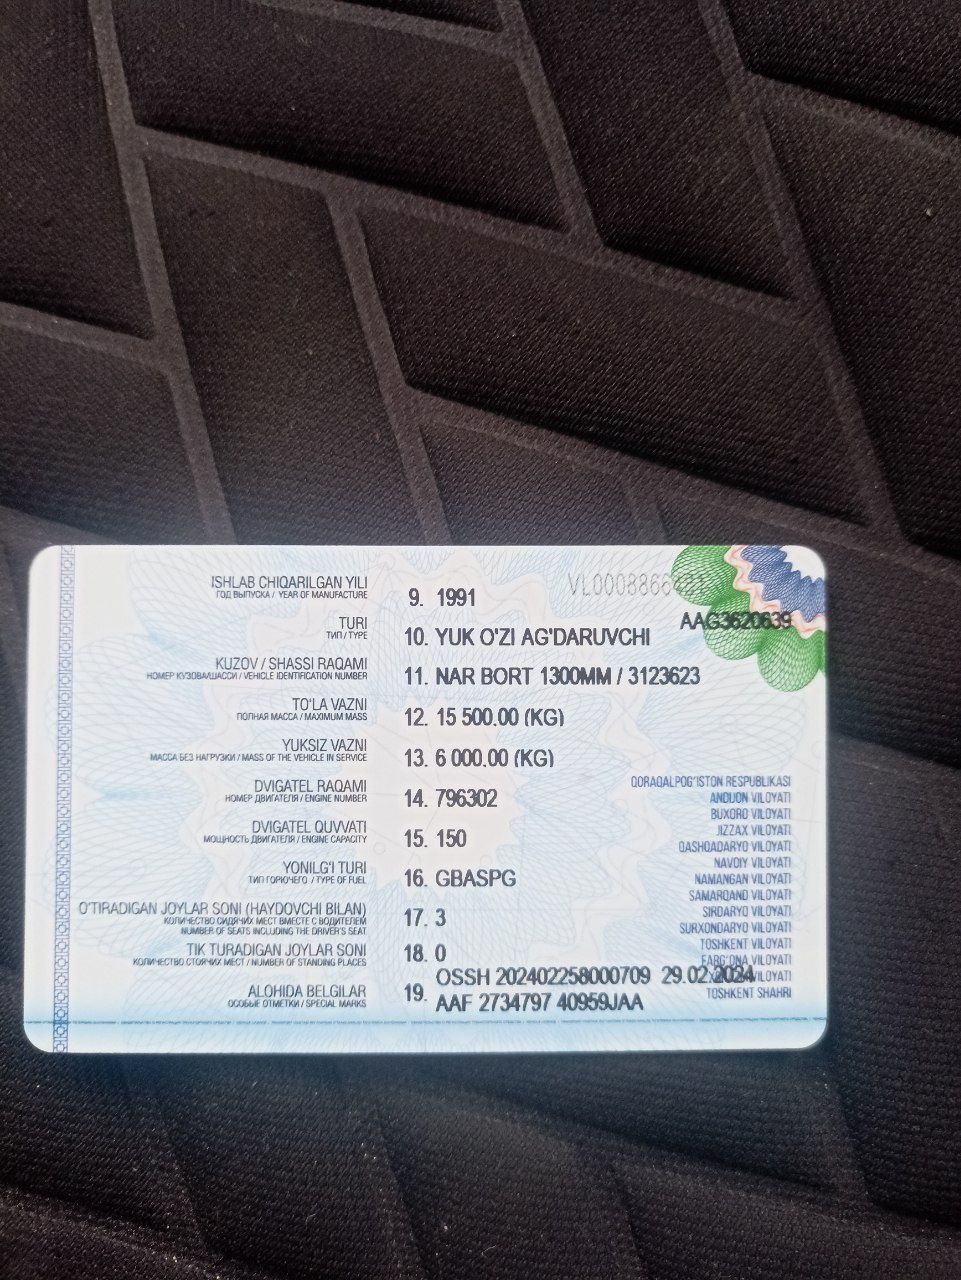 ISHLAB CHIQARILGAN YILI 9. 1991
ГОД ВЫПУСКА / YEAR OF MANUFACTURE
AAG3620639
TURI 10. YUK O'ZI AG'DARUVCHI
ТИП / TYPE
KUZOV / SHASSI RAQAMI 11. NAR BORT 1300MM / 3123623
НОМЕР КУЗОВА/ШАССИ / VEHICLE IDENTIFICATION NUMBER
TO'LA VAZNI 12. 15 500.00 (KG)
ПОЛНАЯ МАССА / MAXIMUM MASS
YUKSIZ VAZNI 13. 6 000.00 (KG)
МАССА БЕЗ НАГРУЗКИ / MASS OF THE VEHICLE IN SERVICE
DVIGATEL RAQAMI 14. 796302
НОМЕР ДВИГАТЕЛЯ / ENGINE NUMBER
DVIGATEL QUVVATI 15. 150
МОЩНОСТЬ ДВИГАТЕЛЯ / ENGINE CAPACITY
YONILG'I TURI 16. GBASPG
ТИП ГОРЮЧЕГО / TYPE OF FUEL
O'TIRADIGAN JOYLAR SONI (HAYDOVCHI BILAN) 17. 3
КОЛИЧЕСТВО СИДЯЧИХ МЕСТ ВМЕСТЕ С ВОДИТЕЛЕМ
NUMBER OF SEATS INCLUDING THE DRIVER'S SEAT
TIK TURADIGAN JOYLAR SONI 18. 0
КОЛИЧЕСТВО СТОЯЧИХ МЕСТ / NUMBER OF STANDING PLACES
OSSH 202402258000709 29.02.2024
ALOHIDA BELGILAR 19. AAF 2734797 40959JAA
ОСОБЫЕ ОТМЕТКИ / SPECIAL MARKS
QORAQALPOG'ISTON RESPUBLIKASI
ANDIJON VILOYATI
BUXORO VILOYATI
JIZZAX VILOYATI
QASHQADARYO VILOYATI
NAVOIY VILOYATI
NAMANGAN VILOYATI
SAMARQAND VILOYATI
SIRDARYO VILOYATI
SURXONDARYO VILOYATI
TOSHKENT VILOYATI
FARG'ONA VILOYATI
VILOYATI
TOSHKENT SHAHRI